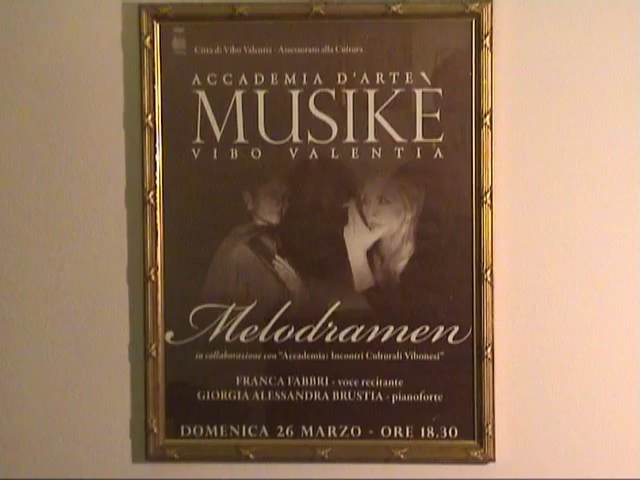 Città di Vibo Valentia - Assessorato alla Cultura
ACCADEMIA D'ARTE
MUSIKÈ
VIBO VALENTIA
Melodramen
in collaborazione con "Accademia: Incontri Culturali Vibonesi"
FRANCA FABBRI - voce recitante
GIORGIA ALESSANDRA BRUSTIA - pianoforte
DOMENICA 26 MARZO - ORE 18.30